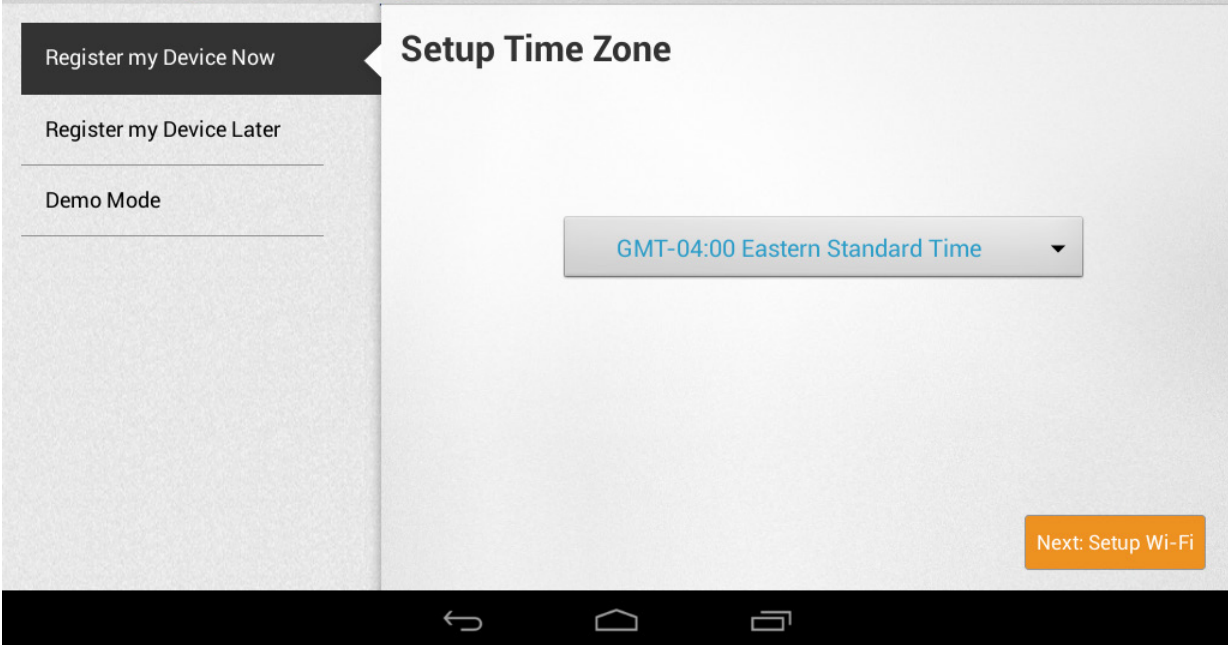 Register my Device Now
Register my Device Later
Demo Mode
Setup Time Zone
GMT-04:00 Eastern Standard Time
Next: Setup Wi-Fi